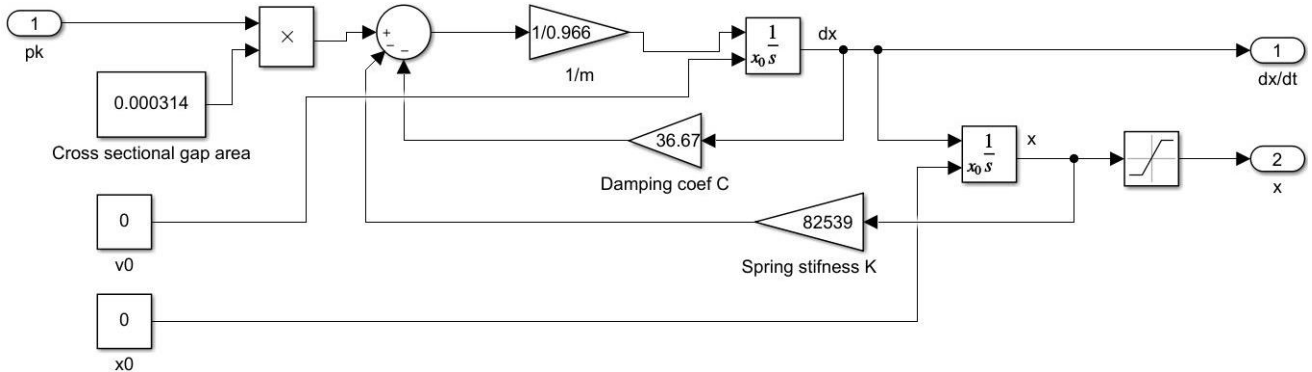 1
pk
×
+
−
−
1/0.966
1/m
1
s
x0
dx
1
dx/dt
0.000314
Cross sectional gap area
36.67
Damping coef C
1
s
x0
x
2
x
0
v0
82539
Spring stifness K
0
x0